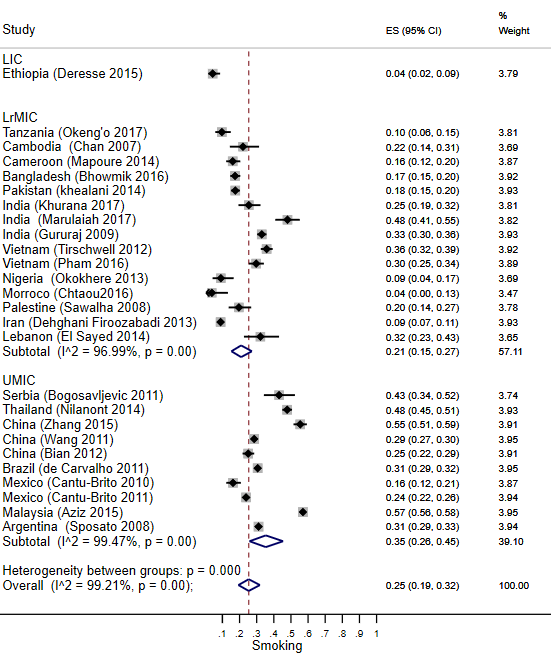 %
Study ES (95% CI) Weight
LIC
Ethiopia (Deresse 2015) 0.04 (0.02, 0.09) 3.79
LrMIC
Tanzania (Okeng'o 2017) 0.10 (0.06, 0.15) 3.81
Cambodia (Chan 2007) 0.22 (0.14, 0.31) 3.69
Cameroon (Mapoure 2014) 0.16 (0.12, 0.20) 3.87
Bangladesh (Bhowmik 2016) 0.17 (0.15, 0.20) 3.92
Pakistan (khealani 2014) 0.18 (0.15, 0.20) 3.93
India (Khurana 2017) 0.25 (0.19, 0.32) 3.81
India (Marulaiah 2017) 0.48 (0.41, 0.55) 3.82
India (Gururaj 2009) 0.33 (0.30, 0.36) 3.93
Vietnam (Tirschwell 2012) 0.36 (0.32, 0.39) 3.92
Vietnam (Pham 2016) 0.30 (0.25, 0.34) 3.89
Nigeria (Okokhere 2013) 0.09 (0.04, 0.17) 3.69
Morroco (Chtaou2016) 0.04 (0.00, 0.13) 3.47
Palestine (Sawalha 2008) 0.20 (0.14, 0.27) 3.78
Iran (Dehghani Firoozabadi 2013) 0.09 (0.07, 0.11) 3.93
Lebanon (El Sayed 2014) 0.32 (0.23, 0.43) 3.65
Subtotal (I^2 = 96.99%, p = 0.00) 0.21 (0.15, 0.27) 57.11
UMIC
Serbia (Bogosavljevic 2011) 0.43 (0.34, 0.52) 3.74
Thailand (Nilanont 2014) 0.48 (0.45, 0.51) 3.93
China (Zhang 2015) 0.55 (0.51, 0.59) 3.91
China (Wang 2011) 0.29 (0.27, 0.30) 3.95
China (Bian 2012) 0.25 (0.22, 0.29) 3.91
Brazil (de Carvalho 2011) 0.31 (0.29, 0.32) 3.95
Mexico (Cantu-Brito 2010) 0.16 (0.12, 0.21) 3.87
Mexico (Cantu-Brito 2011) 0.24 (0.22, 0.26) 3.94
Malaysia (Aziz 2015) 0.57 (0.56, 0.58) 3.95
Argentina (Sposato 2008) 0.31 (0.29, 0.33) 3.94
Subtotal (I^2 = 99.47%, p = 0.00) 0.35 (0.26, 0.45) 39.10
Heterogeneity between groups: p = 0.000
Overall (I^2 = 99.21%, p = 0.00); 0.25 (0.19, 0.32) 100.00
.1 .2 .3 .4 .5 .6 .7 .8 .9 1
Smoking